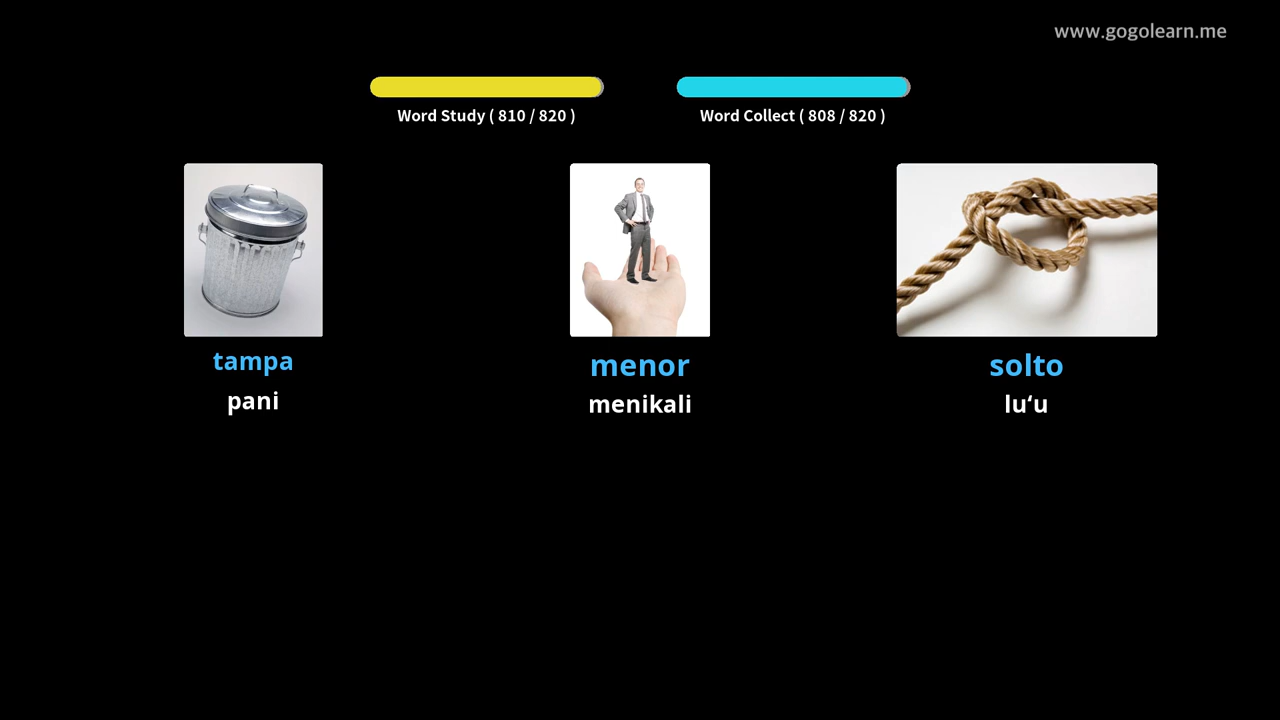 www.gogolearn.me
Word Study ( 810 / 820 )
Word Collect ( 808 / 820 )
tampa
menor
solto
pani
menikali
lu‘u